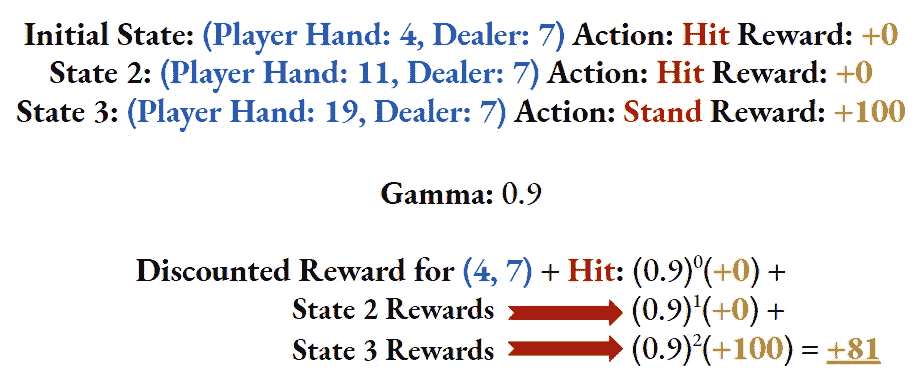 Initial State: (Player Hand: 4, Dealer: 7) Action: Hit Reward: +0
State 2: (Player Hand: 11, Dealer: 7) Action: Hit Reward: +0
State 3: (Player Hand: 19, Dealer: 7) Action: Stand Reward: +100
Gamma: 0.9
Discounted Reward for (4, 7) + Hit: (0.9)⁰(+0) +
State 2 Rewards (0.9)¹(+0) +
State 3 Rewards (0.9)²(+100) = +81